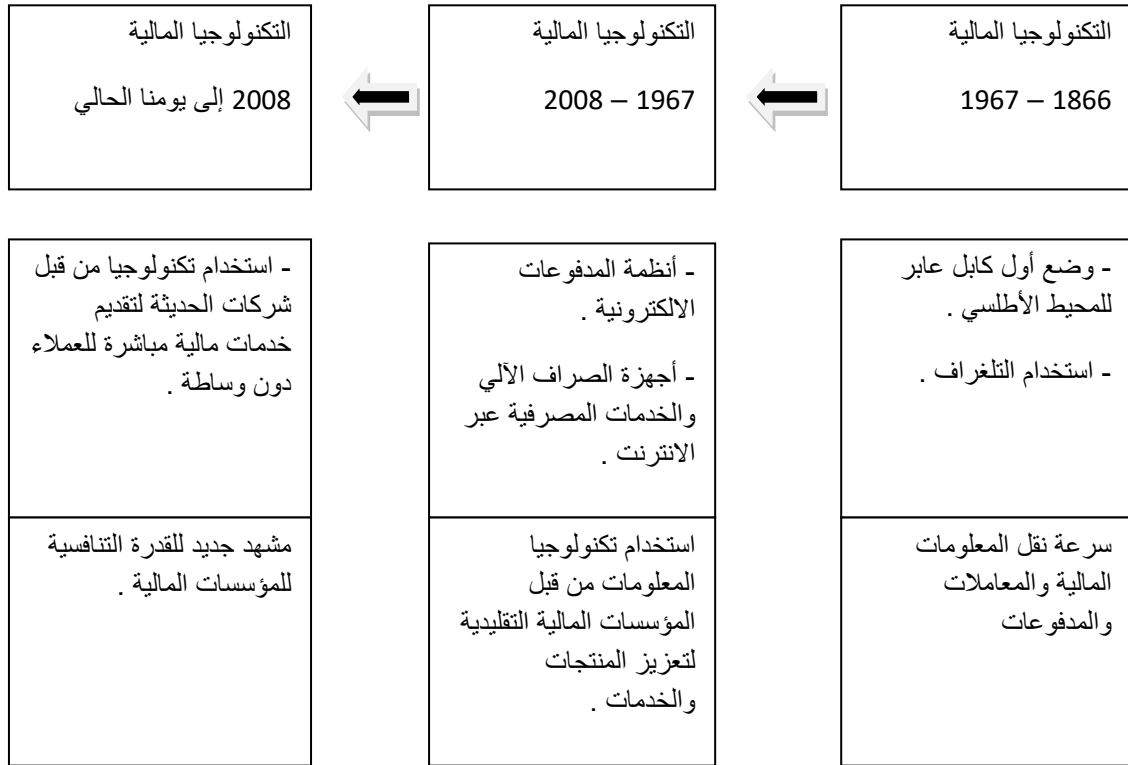 التكنولوجيا المالية
1866 – 1967
التكنولوجيا المالية
1967 – 2008
التكنولوجيا المالية
2008 إلى يومنا الحالي
- وضع أول كابل عابر
للمحيط الأطلسي .
- استخدام التلغراف .
- أنظمة المدفوعات
الالكترونية .
- أجهزة الصراف الآلي
والخدمات المصرفية عبر
الانترنت .
- استخدام تكنولوجيا من قبل
شركات الحديثة لتقديم
خدمات مالية مباشرة للعملاء
دون وساطة .
سرعة نقل المعلومات
المالية والمعاملات
والمدفوعات
استخدام تكنولوجيا
المعلومات من قبل
المؤسسات المالية التقليدية
لتعزيز المنتجات
والخدمات .
مشهد جديد للقدرة التنافسية
للمؤسسات المالية .